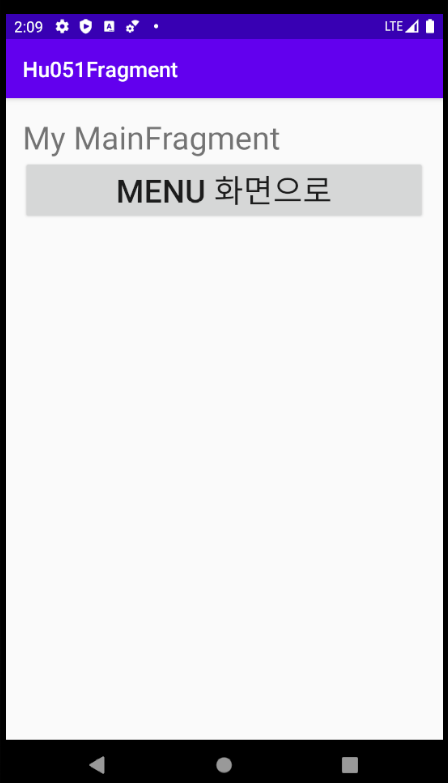 2:09 A LTE
Hu051Fragment
My MainFragment
MENU 화면으로